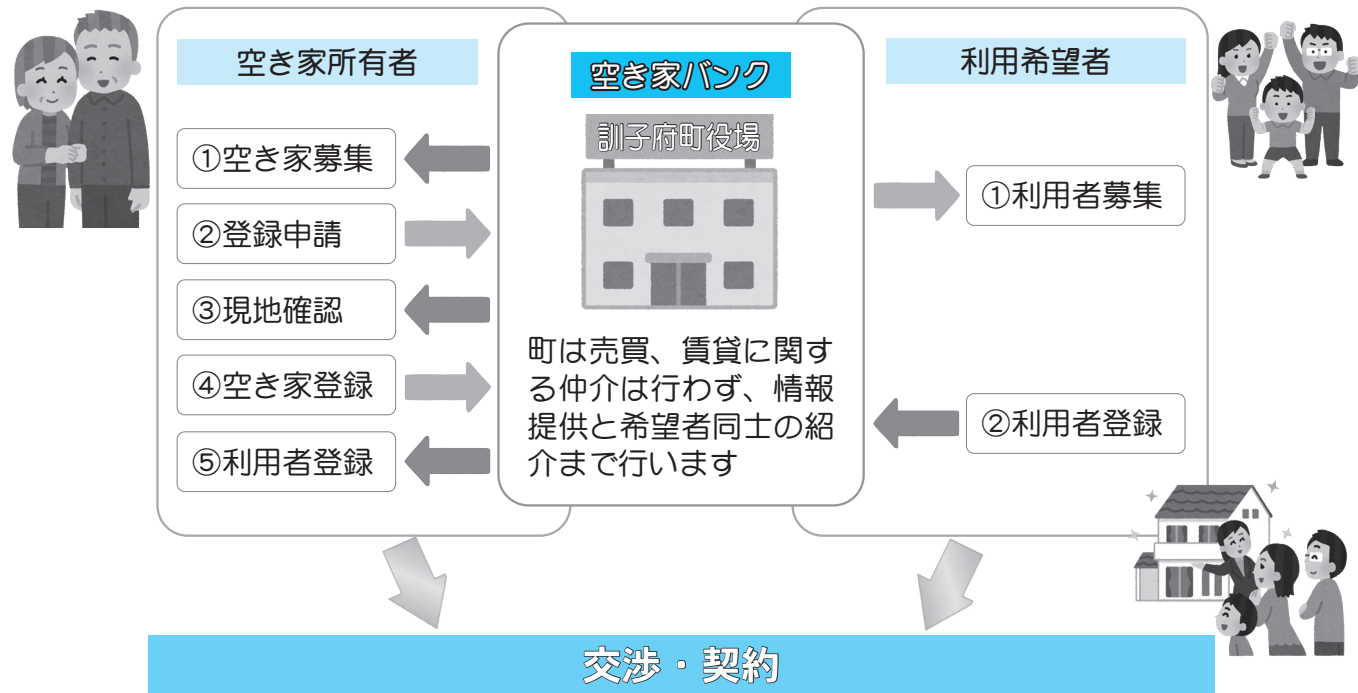 空き家所有者
①空き家募集
②登録申請
③現地確認
④空き家登録
⑤利用者登録
空き家バンク
訓子府町役場
町は売買、賃貸に関す
る仲介は行わず、情報
提供と希望者同士の紹
介まで行います
利用希望者
①利用者募集
②利用者登録
交渉・契約